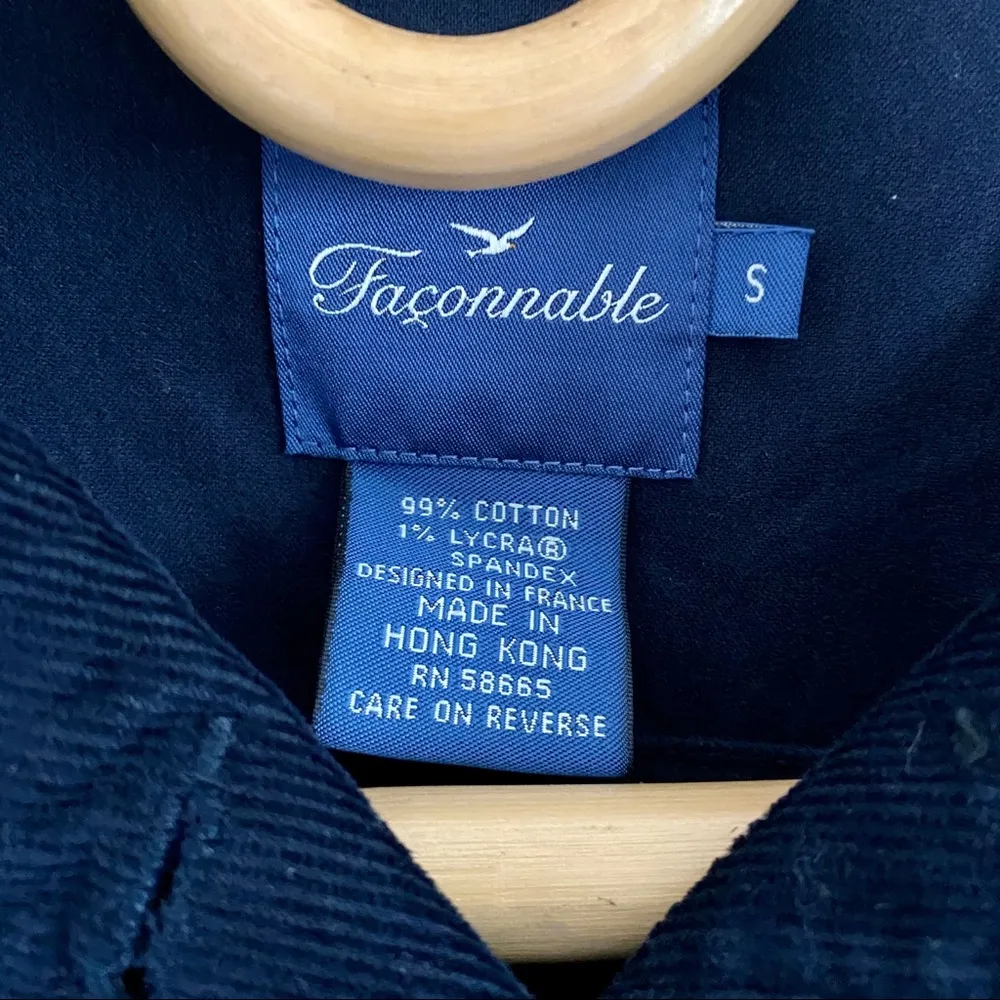 Façonnable
S
99% COTTON
1% LYCRA®
SPANDEX
DESIGNED IN FRANCE
MADE IN
HONG KONG
RN 58665
CARE ON REVERSE